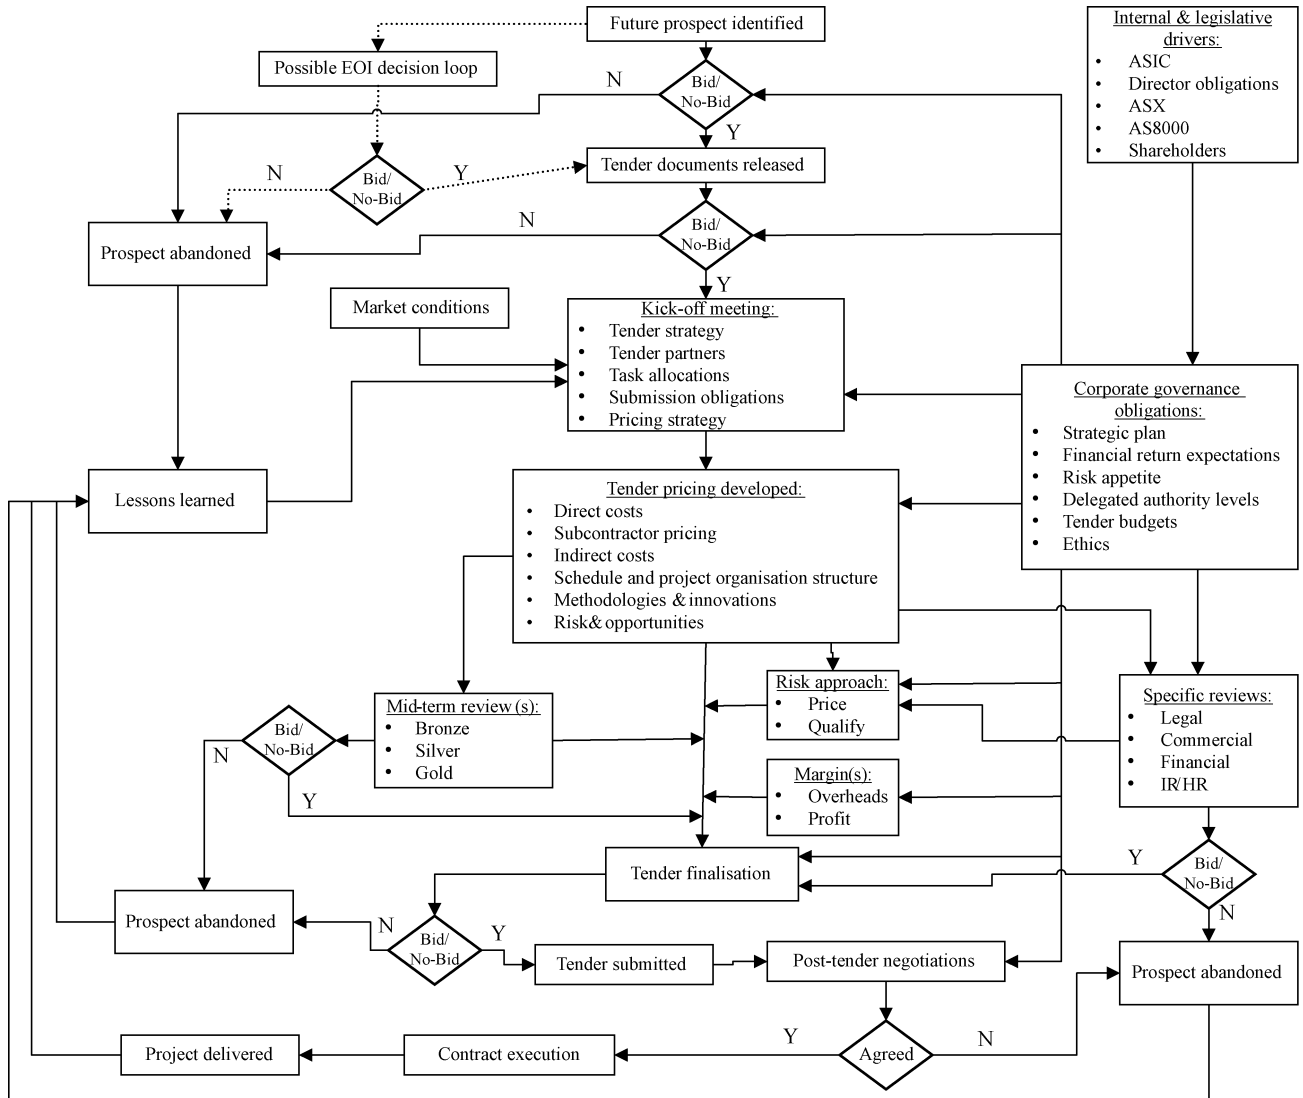 Future prospect identified
Internal & legislative
drivers:
• ASIC
• Director obligations
• ASX
• AS8000
• Shareholders
Possible EOI decision loop
N
Bid/
No-Bid
Y
Tender documents released
N
Bid/
No-Bid
Y
Prospect abandoned
N
Bid/
No-Bid
Y
Market conditions
Kick-off meeting:
• Tender strategy
• Tender partners
• Task allocations
• Submission obligations
• Pricing strategy
Corporate governance
obligations:
• Strategic plan
• Financial return expectations
• Risk appetite
• Delegated authority levels
• Tender budgets
• Ethics
Lessons learned
Tender pricing developed:
• Direct costs
• Subcontractor pricing
• Indirect costs
• Schedule and project organisation structure
• Methodologies & innovations
• Risk& opportunities
Risk approach:
• Price
• Qualify
Specific reviews:
• Legal
• Commercial
• Financial
• IR/HR
Mid-term review (s):
• Bronze
• Silver
• Gold
Bid/
No-Bid
N
Y
Margin(s):
• Overheads
• Profit
Tender finalisation
Y
Bid/
No-Bid
N
Prospect abandoned
N
Bid/
No-Bid
Y
Tender submitted
Post-tender negotiations
Prospect abandoned
Project delivered
Contract execution
Y
Agreed
N